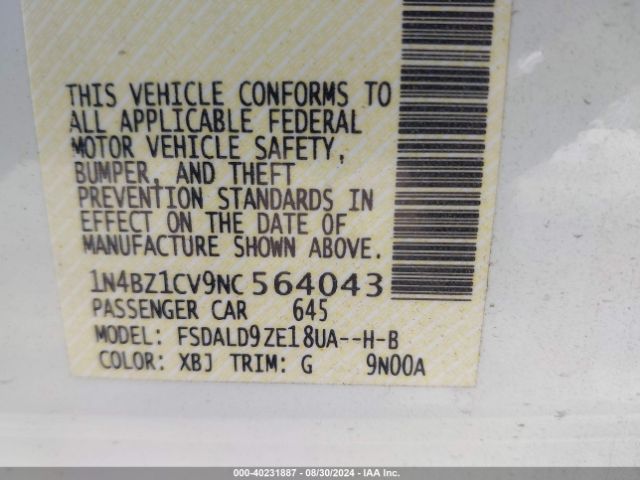 THIS VEHICLE CONFORMS TO
ALL APPLICABLE FEDERAL
MOTOR VEHICLE SAFETY,
BUMPER, AND THEFT
PREVENTION STANDARDS IN
EFFECT ON THE DATE OF
MANUFACTURE SHOWN ABOVE.
1N4BZ1CV9NC564043
PASSENGER CAR 645
MODEL: FSDALD9ZE18UA--H-B
COLOR: XBJ TRIM: G 9N00A
000-40231887 - 08/30/2024 - IAA Inc.